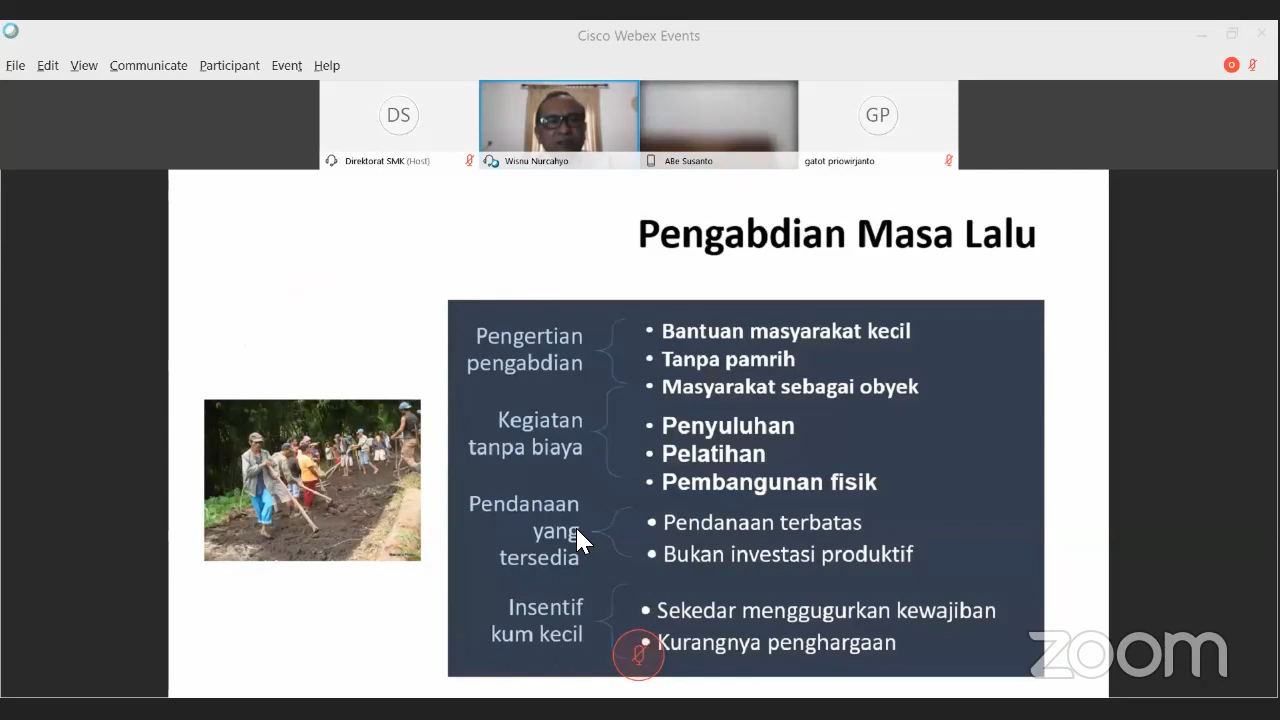 Cisco Webex Events
File Edit View Communicate Participant Event Help
DS
GP
Direktorat SMK (Host)
Wisnu Nurcahyo
ABe Susanto
gatot priowirjanto
Pengabdian Masa Lalu
Pengertian
pengabdian
• Bantuan masyarakat kecil
• Tanpa pamrih
• Masyarakat sebagai obyek
Kegiatan
tanpa biaya
• Penyuluhan
• Pelatihan
• Pembangunan fisik
Pendanaan
yang
tersedia
• Pendanaan terbatas
• Bukan investasi produktif
Insentif
kum kecil
• Sekedar menggugurkan kewajiban
• Kurangnya penghargaan
zoom